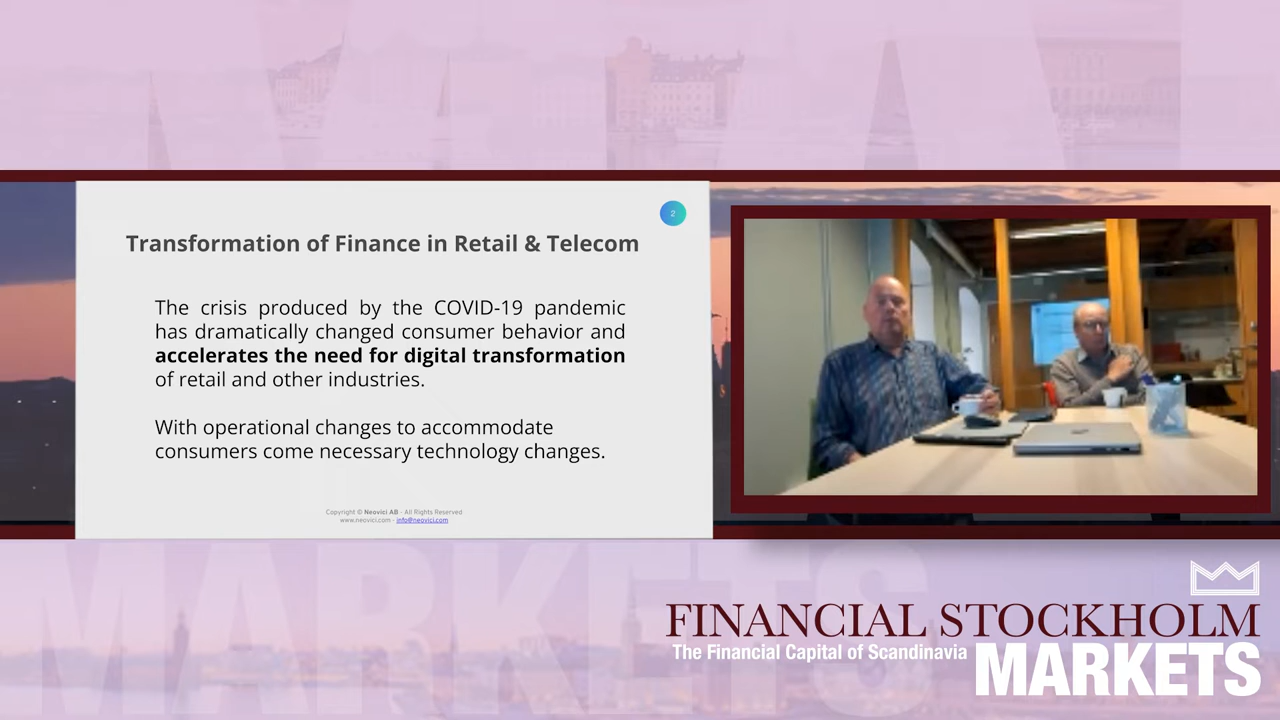 2
Transformation of Finance in Retail & Telecom
The crisis produced by the COVID-19 pandemic
has dramatically changed consumer behavior and
accelerates the need for digital transformation
of retail and other industries.
With operational changes to accommodate
consumers come necessary technology changes.
Copyright © Neovici AB - All Rights Reserved
www.neovici.com - info@neovici.com
MARKETS
FINANCIAL STOCKHOLM
The Financial Capital of Scandinavia
MARKETS